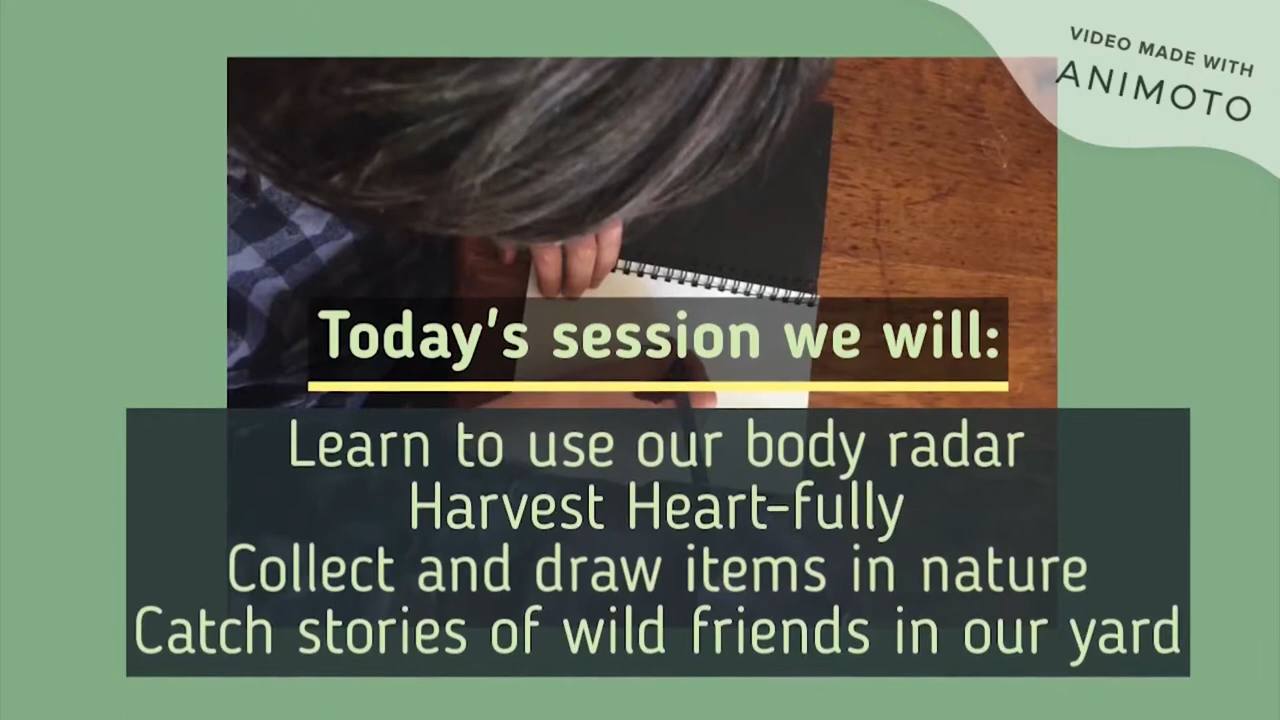 VIDEO MADE WITH
ANIMOTO
Today's session we will:
Learn to use our body radar
Harvest Heart-fully
Collect and draw items in nature
Catch stories of wild friends in our yard